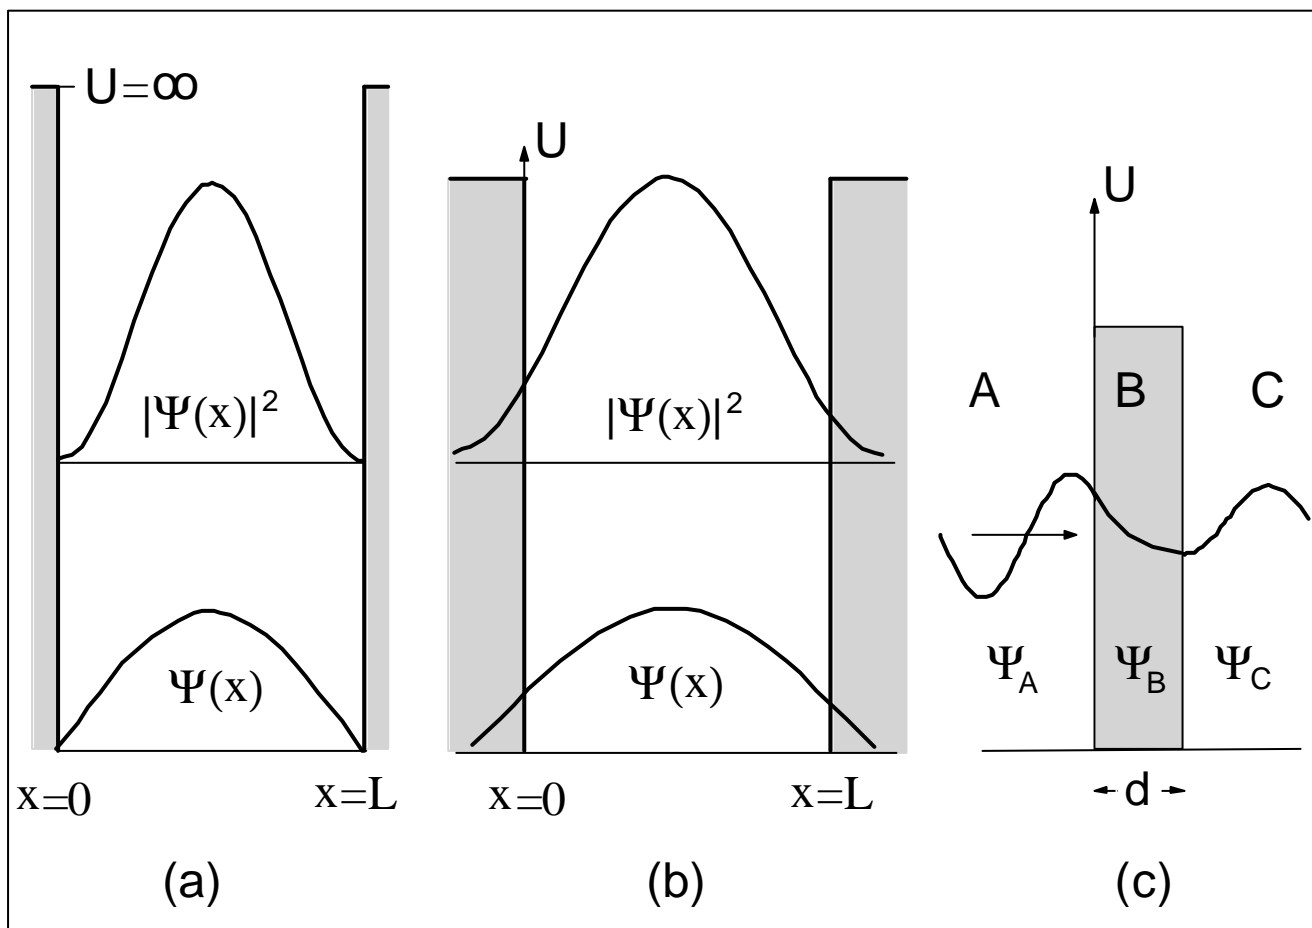 U=∞
U
U
A B C
|Ψ(x)|²
|Ψ(x)|²
Ψ(x)
Ψ(x)
Ψ_A Ψ_B Ψ_C
x=0 x=L
x=0 x=L
d
(a) (b) (c)